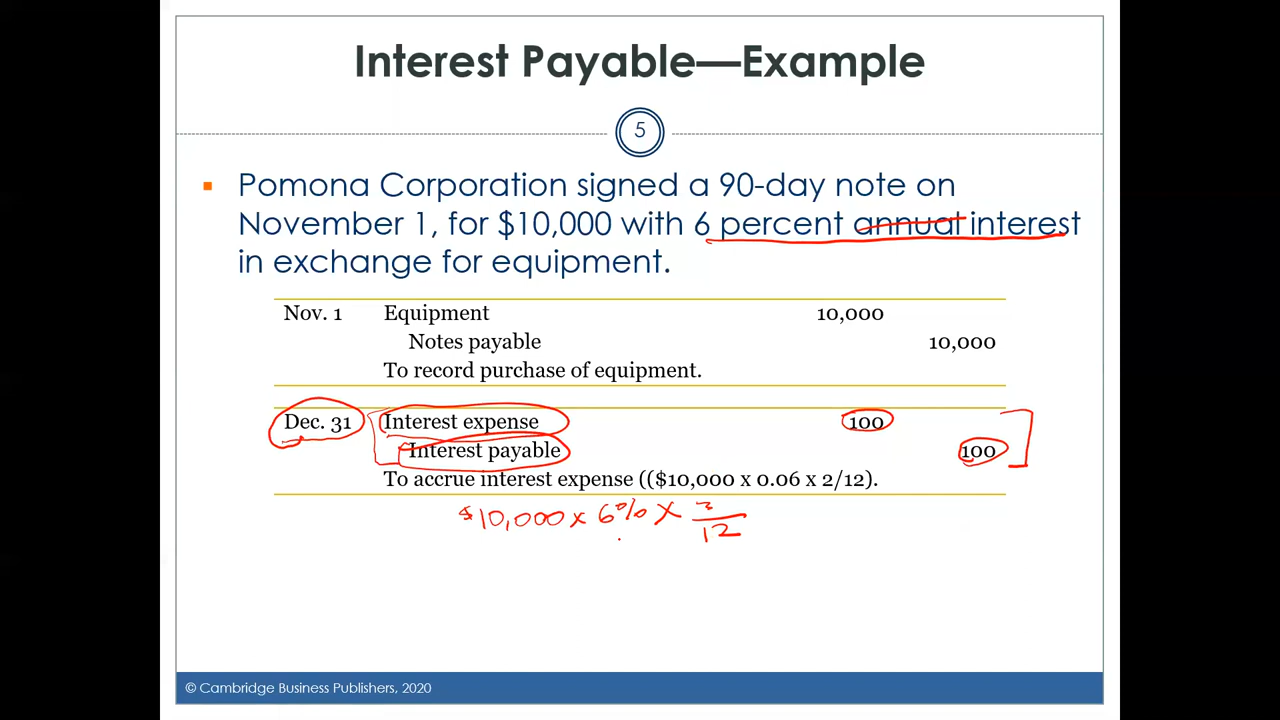 Interest Payable—Example
5
Pomona Corporation signed a 90-day note on
November 1, for $10,000 with 6 percent annual interest
in exchange for equipment.
Nov. 1 Equipment 10,000
Notes payable 10,000
To record purchase of equipment.
Dec. 31 Interest expense 100
Interest payable 100
To accrue interest expense (($10,000 x 0.06 x 2/12).
$10,000 x 6% x
12
© Cambridge Business Publishers, 2020